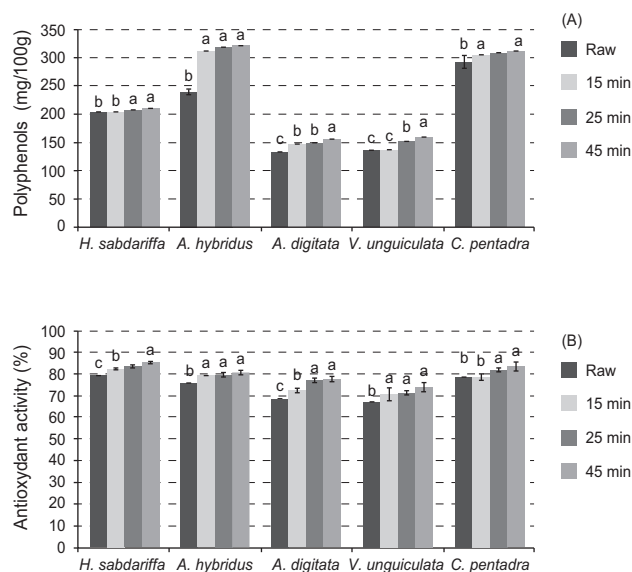 (A)
Polyphenols (mg/100g)
350
300
250
200
150
100
50
0
b b a a
b a a a
c b b a
c c b a
b a a
H. sabdariffa A. hybridus A. digitata V. unguiculata C. pentadra
Raw
15 min
25 min
45 min
(B)
Antioxydant activity (%)
100
90
80
70
60
50
40
30
20
10
0
c b a
b a a a
c b a a
b a a a
b b a a
H. sabdariffa A. hybridus A. digitata V. unguiculata C. pentadra
Raw
15 min
25 min
45 min